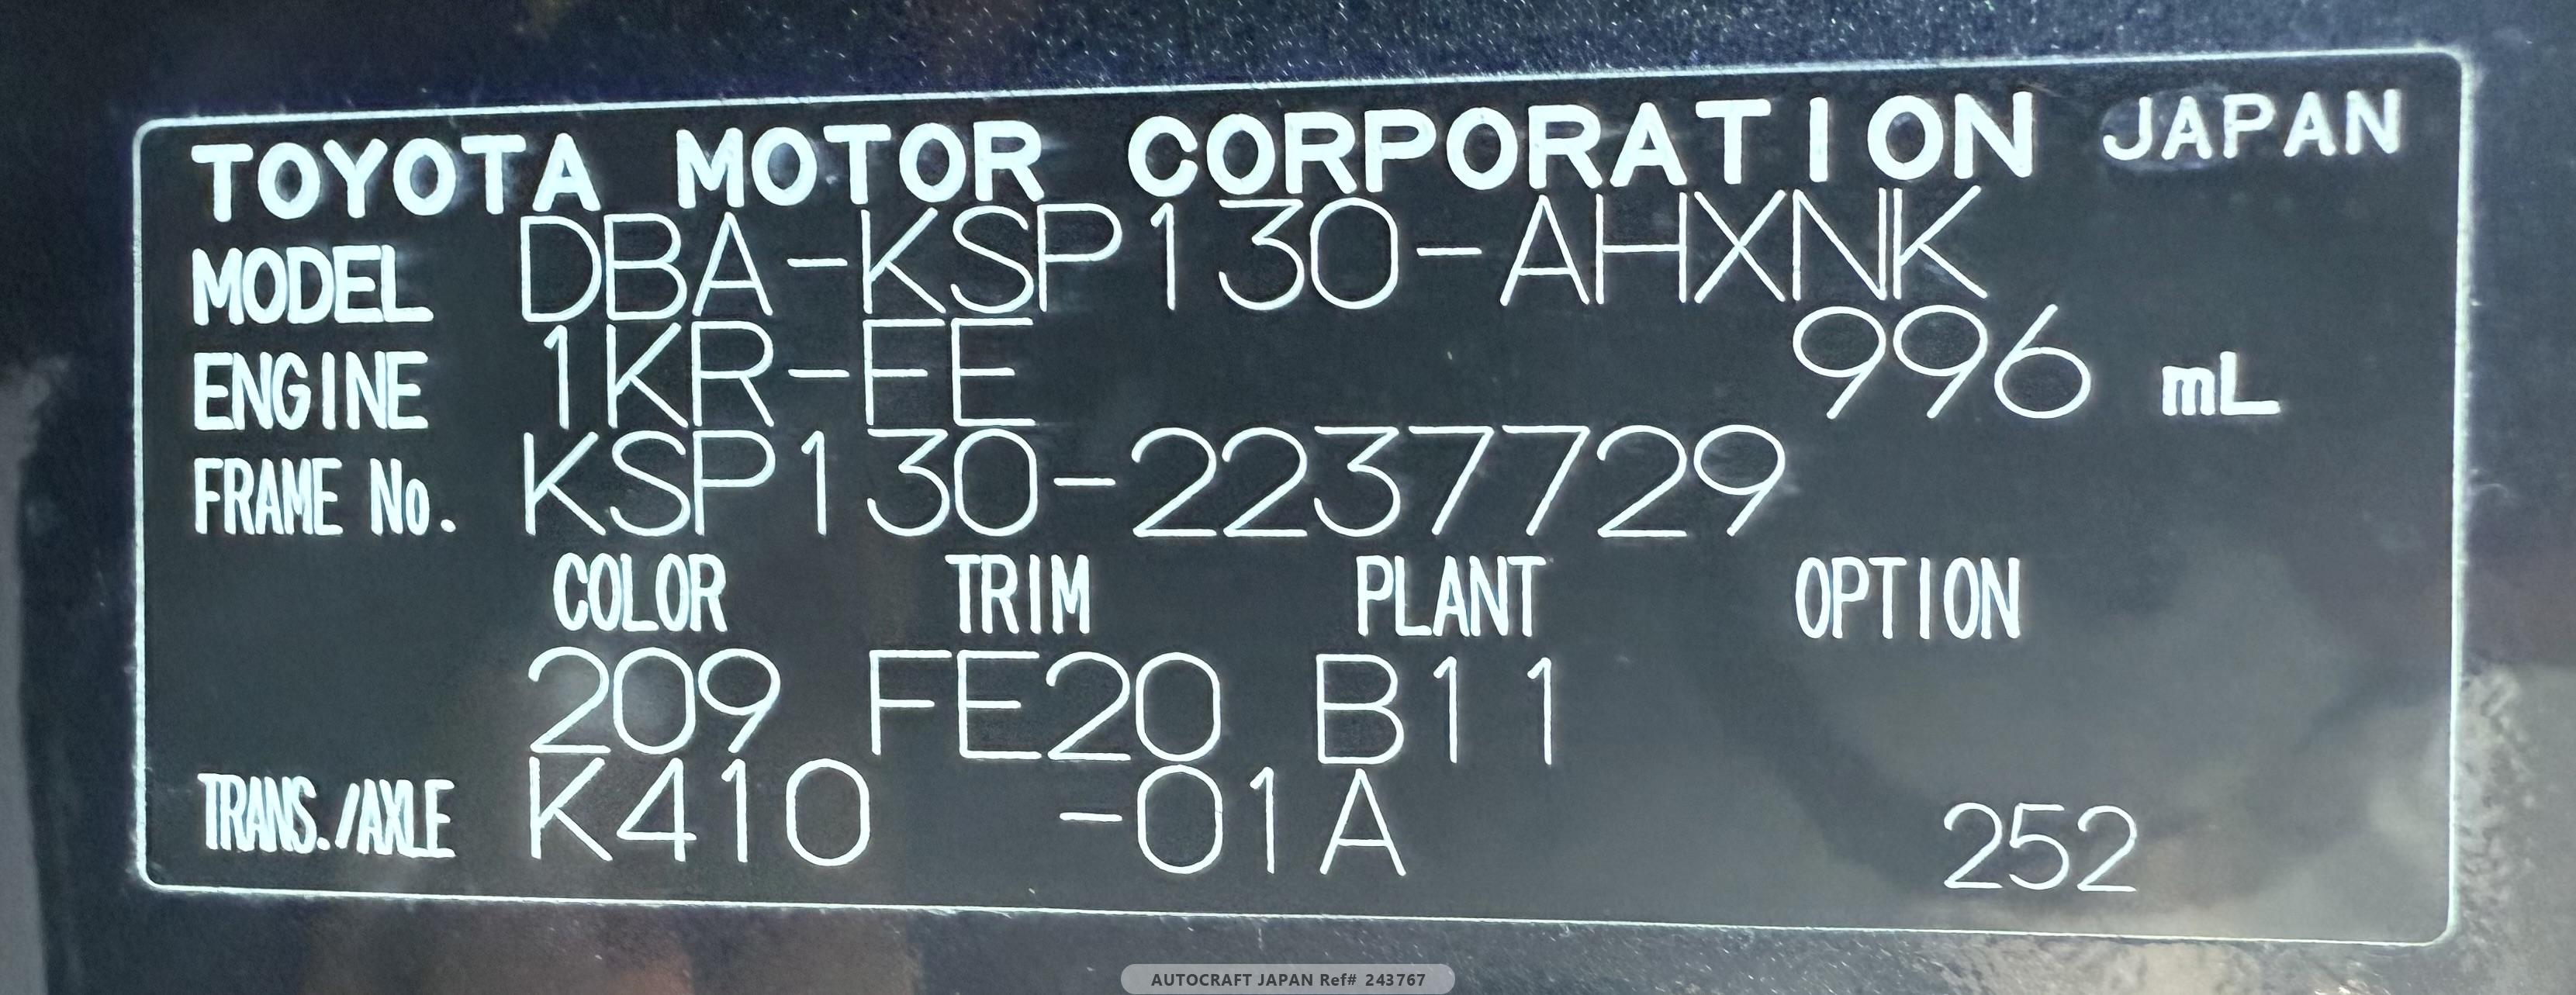 TOYOTA MOTOR CORPORATION JAPAN
MODEL DBA-KSP130-AHXNK
ENGINE 1KR-FE 996 mL
FRAME No. KSP130-2237729
COLOR TRIM PLANT OPTION
209 FE20 B11
TRANS./AXLE K410 -01A 252
AUTOCRAFT JAPAN Ref# 243767